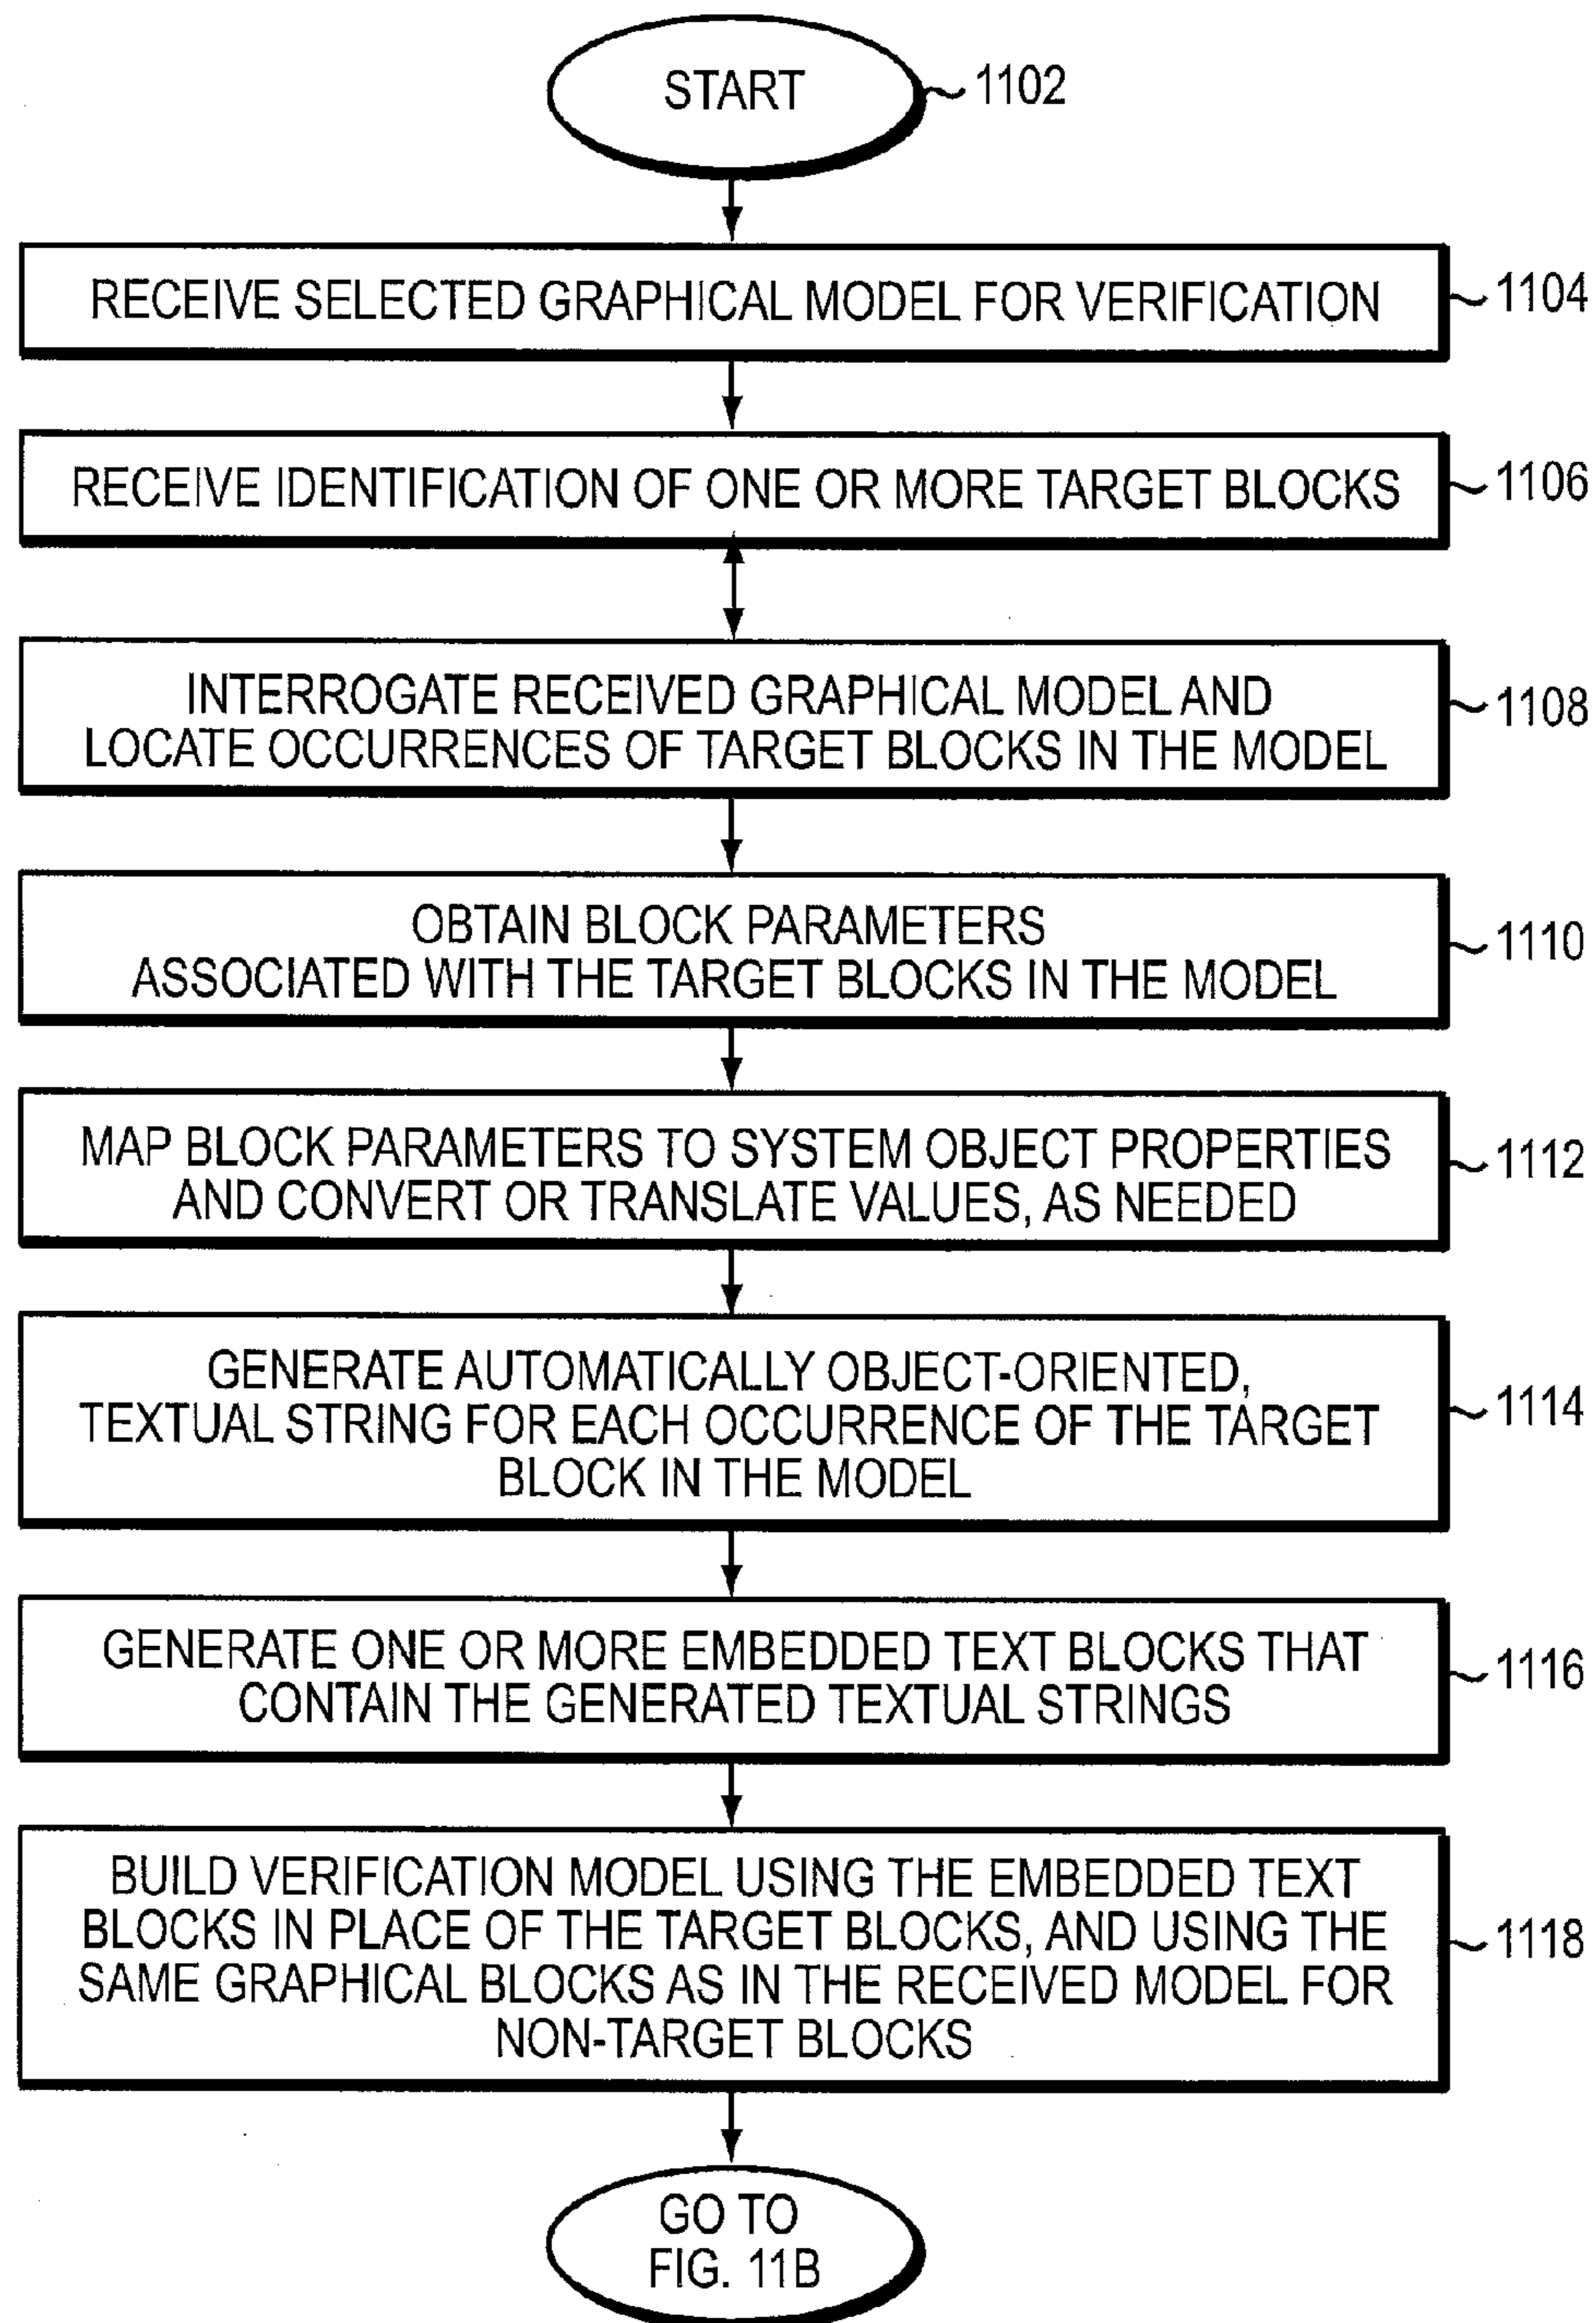 START
1102
RECEIVE SELECTED GRAPHICAL MODEL FOR VERIFICATION
1104
RECEIVE IDENTIFICATION OF ONE OR MORE TARGET BLOCKS
1106
INTERROGATE RECEIVED GRAPHICAL MODEL AND
LOCATE OCCURRENCES OF TARGET BLOCKS IN THE MODEL
1108
OBTAIN BLOCK PARAMETERS
ASSOCIATED WITH THE TARGET BLOCKS IN THE MODEL
1110
MAP BLOCK PARAMETERS TO SYSTEM OBJECT PROPERTIES
AND CONVERT OR TRANSLATE VALUES, AS NEEDED
1112
GENERATE AUTOMATICALLY OBJECT-ORIENTED,
TEXTUAL STRING FOR EACH OCCURRENCE OF THE TARGET
BLOCK IN THE MODEL
1114
GENERATE ONE OR MORE EMBEDDED TEXT BLOCKS THAT
CONTAIN THE GENERATED TEXTUAL STRINGS
1116
BUILD VERIFICATION MODEL USING THE EMBEDDED TEXT
BLOCKS IN PLACE OF THE TARGET BLOCKS, AND USING THE
SAME GRAPHICAL BLOCKS AS IN THE RECEIVED MODEL FOR
NON-TARGET BLOCKS
1118
GO TO
FIG. 11B